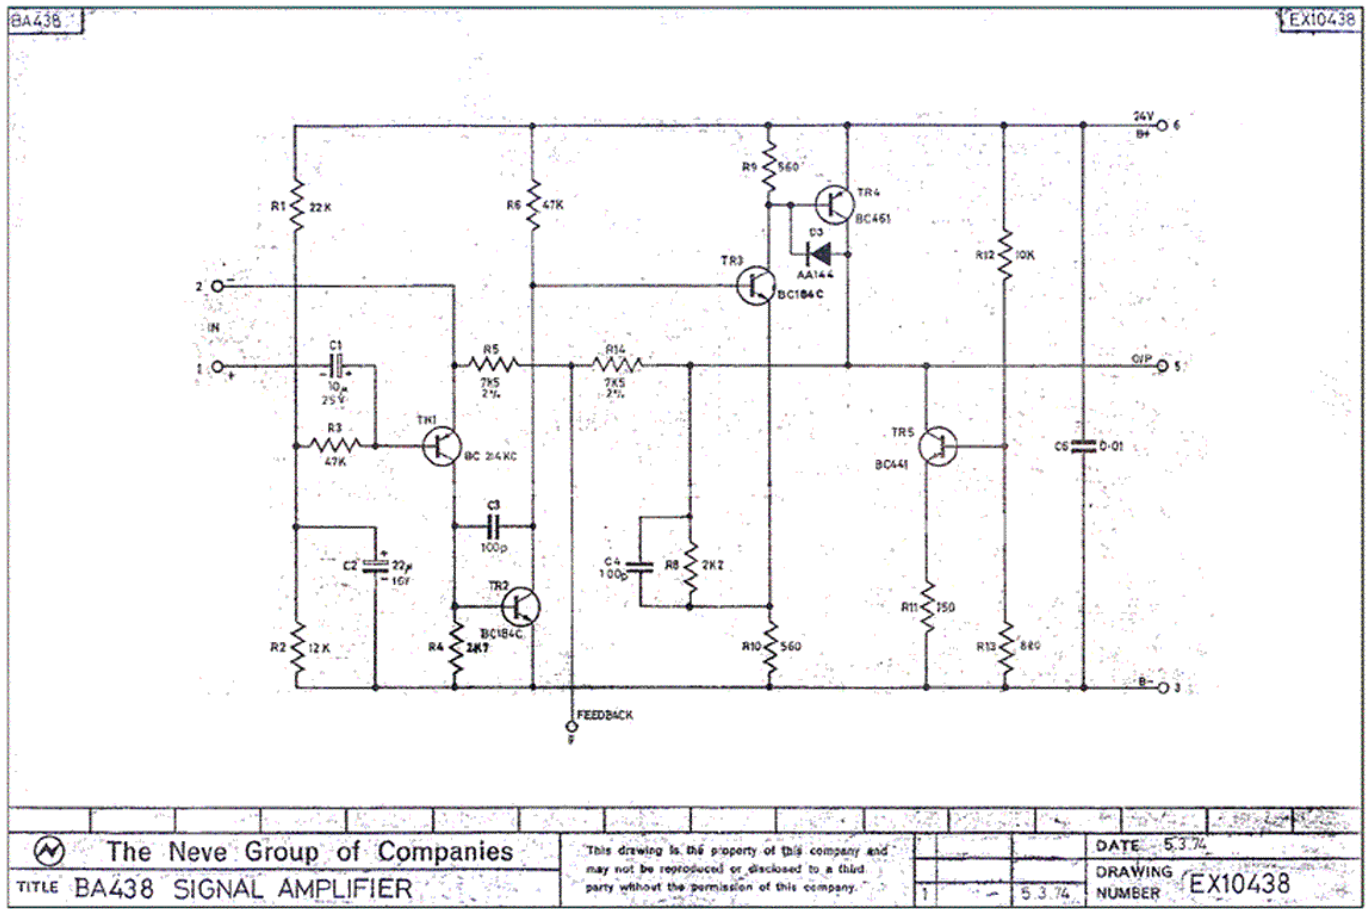 BA438
EX10438
24V
B+
6
R1
22K
R6
47K
R9
560
TR4
BC461
D3
AA144
TR3
BC184C
R12
10K
2
-
IN
1
+
C1
10µ
25V
R5
7K5
2%
R14
7K5
2%
O/P
5
R3
47K
BC 214KC
TR5
BC441
C6
0·01
C3
100p
C2
22µ
+
-
C4
100p
R8
2K2
TR2
BC184C
R2
12K
R4
2K7
R10
560
R11
R13
B-
3
FEEDBACK
The Neve Group of Companies
TITLE BA438 SIGNAL AMPLIFIER
This drawing is the property of this company and
may not be reproduced or disclosed to a third
party without the permission of this company.
1
-
5.3.74
DATE 5.3.74
DRAWING
NUMBER EX10438